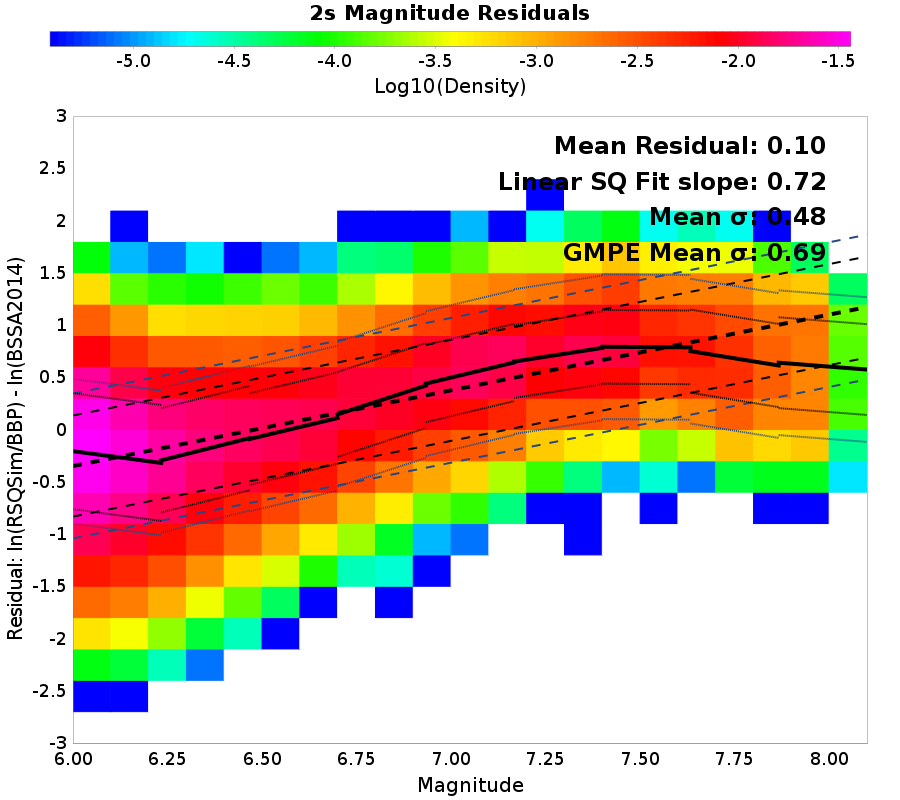 2s Magnitude Residuals
-5.0 -4.5 -4.0 -3.5 -3.0 -2.5 -2.0 -1.5
Log10(Density)
Mean Residual: 0.10
Linear SQ Fit slope: 0.72
Mean σ: 0.48
GMPE Mean σ: 0.69
3
2.5
2
1.5
1
0.5
0
-0.5
-1
-1.5
-2
-2.5
-3
Residual: ln(RSQSim/BBP) - ln(BSSA2014)
6.00 6.25 6.50 6.75 7.00 7.25 7.50 7.75 8.00
Magnitude